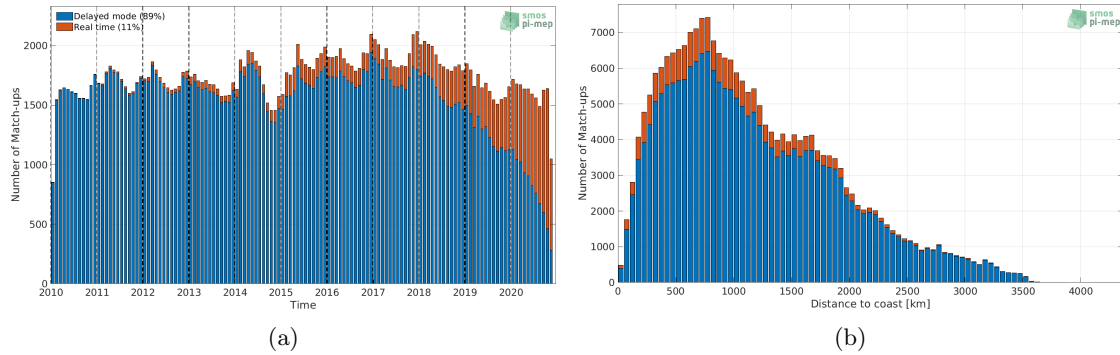 Delayed mode (89%)
Real time (11%)
smos
pi-mep
Number of Match-ups
2000
1500
1000
500
0
2010 2011 2012 2013 2014 2015 2016 2017 2018 2019 2020
Time
(a)
smos
pi-mep
Number of Match-ups
7000
6000
5000
4000
3000
2000
1000
0
0 500 1000 1500 2000 2500 3000 3500 4000
Distance to coast [km]
(b)